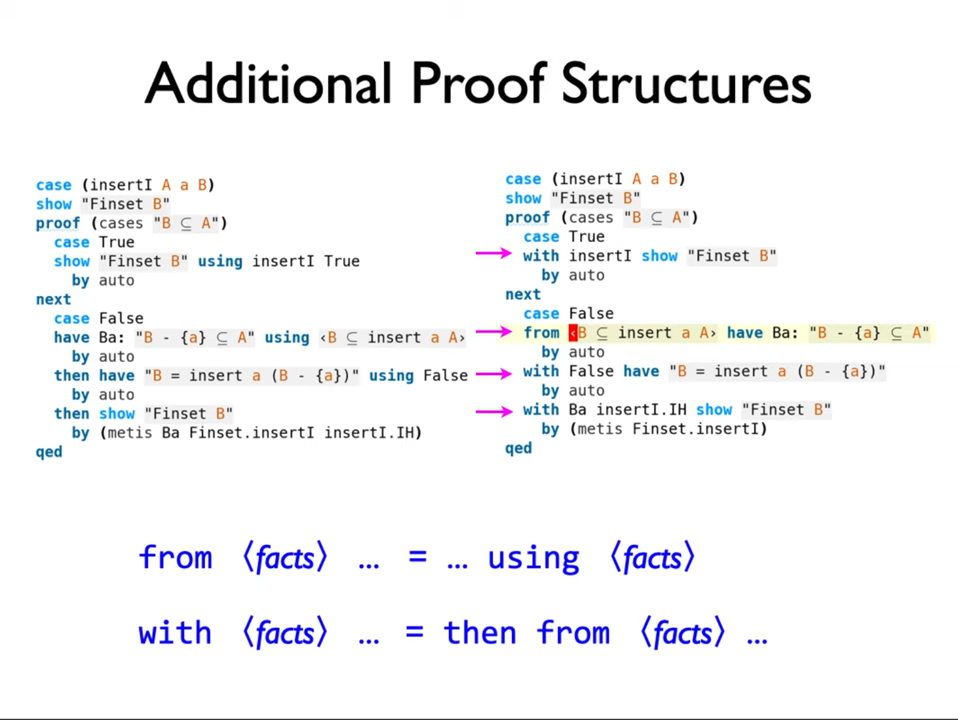 Additional Proof Structures
case (insertI A a B)
show "Finset B"
proof (cases "B ⊆ A")
case True
show "Finset B" using insertI True
by auto
next
case False
have Ba: "B - {a} ⊆ A" using ‹B ⊆ insert a A›
by auto
then have "B = insert a (B - {a})" using False
by auto
then show "Finset B"
by (metis Ba Finset.insertI insertI.IH)
qed
case (insertI A a B)
show "Finset B"
proof (cases "B ⊆ A")
case True
with insertI show "Finset B"
by auto
next
case False
from ‹B ⊆ insert a A› have Ba: "B - {a} ⊆ A"
by auto
with False have "B = insert a (B - {a})"
by auto
with Ba insertI.IH show "Finset B"
by (metis Finset.insertI)
qed
from 〈facts〉 … = … using 〈facts〉
with 〈facts〉 … = then from 〈facts〉 …